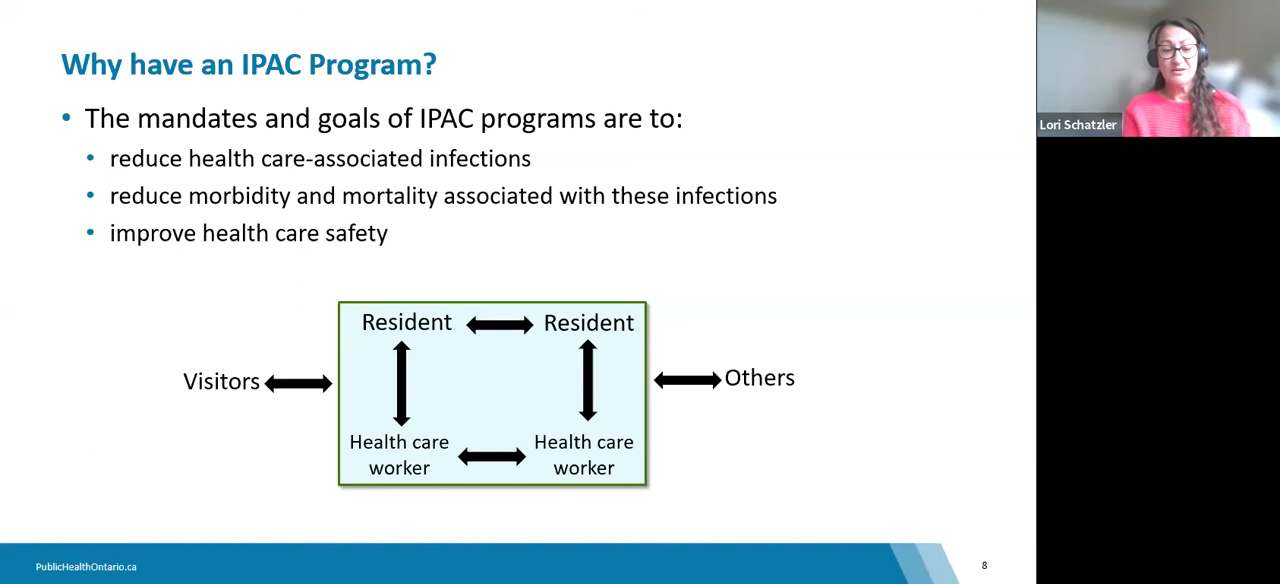 Why have an IPAC Program?
• The mandates and goals of IPAC programs are to:
• reduce health care-associated infections
• reduce morbidity and mortality associated with these infections
• improve health care safety
Resident
Resident
Visitors
Others
Health care
worker
Health care
worker
PublicHealthOntario.ca
8
Lori Schatzler